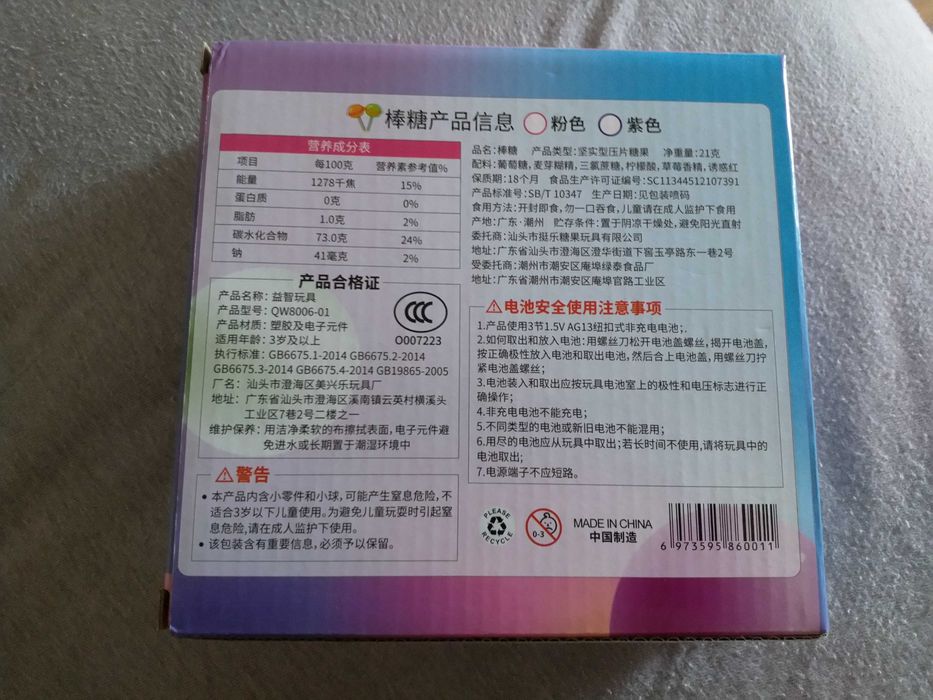 棒糖产品信息 粉色 紫色
营养成分表
项目 每100克 营养素参考值%
能量 1278千焦 15%
蛋白质 0克 0%
脂肪 1.0克 2%
碳水化合物 73.0克 24%
钠 41毫克 2%
品名：棒糖 产品类型：坚实型压片糖果 净重量：21克
配料：葡萄糖，麦芽糊精，三氯蔗糖，柠檬酸，草莓香精，诱惑红
保质期：18个月 食品生产许可证编号：SC11344512107391
产品标准号：SB/T 10347 生产日期：见包装喷码
食用方法：开封即食，勿一口吞食，儿童请在成人监护下食用
产地：广东·潮州 贮存条件：置于阴凉干燥处，避免阳光直射
委托商：汕头市挺乐糖果玩具有限公司
地址：广东省汕头市澄海区澄华街道下窖玉亭路东一巷2号
受委托商：潮州市潮安区庵埠绿泰食品厂
地址：广东省潮州市潮安区庵埠官路工业区
产品合格证
产品名称：益智玩具
产品型号：QW8006-01
产品材质：塑胶及电子元件
适用年龄：3岁及以上
CCC
O007223
执行标准：GB6675.1-2014 GB6675.2-2014
GB6675.3-2014 GB6675.4-2014 GB19865-2005
厂名：汕头市澄海区美兴乐玩具厂
地址：广东省汕头市澄海区溪南镇云英村横溪头
工业区7巷2号二楼之一
维护保养：用洁净柔软的布擦拭表面，电子元件避
免进水或长期置于潮湿环境中
警告
• 本产品内含小零件和小球，可能产生窒息危险，不
适合3岁以下儿童使用。为避免儿童玩耍时引起窒
息危险，请在成人监护下使用。
• 该包装含有重要信息，必须予以保留。
电池安全使用注意事项
1.产品使用3节1.5V AG13纽扣式非充电电池；.
2.如何取出和放入电池：用螺丝刀松开电池盖螺丝，揭开电池盖，
按正确极性放入电池和取出电池，然后合上电池盖，用螺丝刀拧
紧电池盖螺丝；
3.电池装入和取出应按玩具电池室上的极性和电压标志进行正
确操作；
4.非充电电池不能充电；
5.不同类型的电池或新旧电池不能混用；
6.用尽的电池应从玩具中取出；若长时间不使用，请将玩具中的
电池取出；
7.电源端子不应短路。
PLEASE
RECYCLE
0-3
MADE IN CHINA
中国制造
6 973595 860011